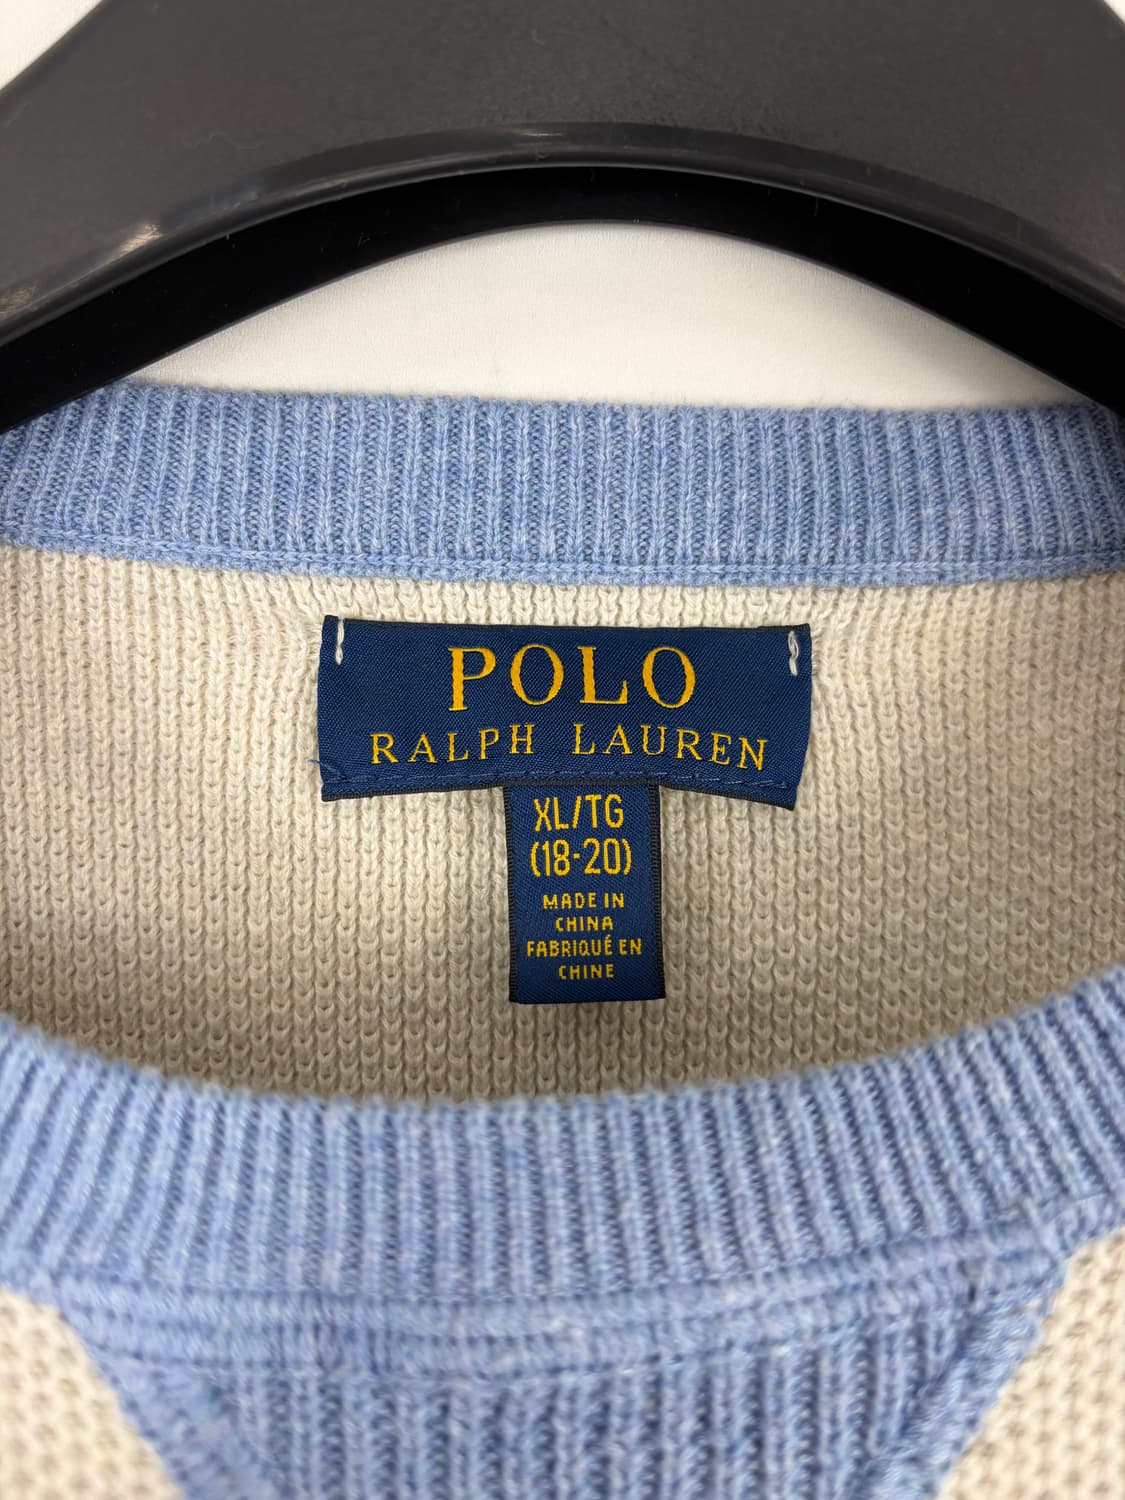 POLO
RALPH LAUREN
XL/TG
(18-20)
MADE IN
CHINA
FABRIQUÉ EN
CHINE